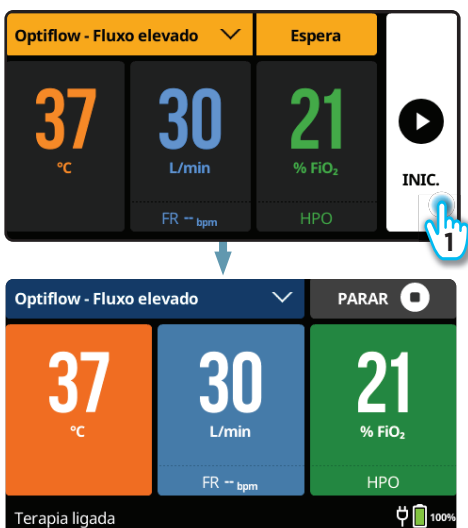 Optiflow - Fluxo elevado Espera
37 30 21
°C L/min % FiO₂
INIC.
FR -- bpm HPO
1
Optiflow - Fluxo elevado PARAR
37 30 21
°C L/min % FiO₂
FR -- bpm HPO
Terapia ligada 100%